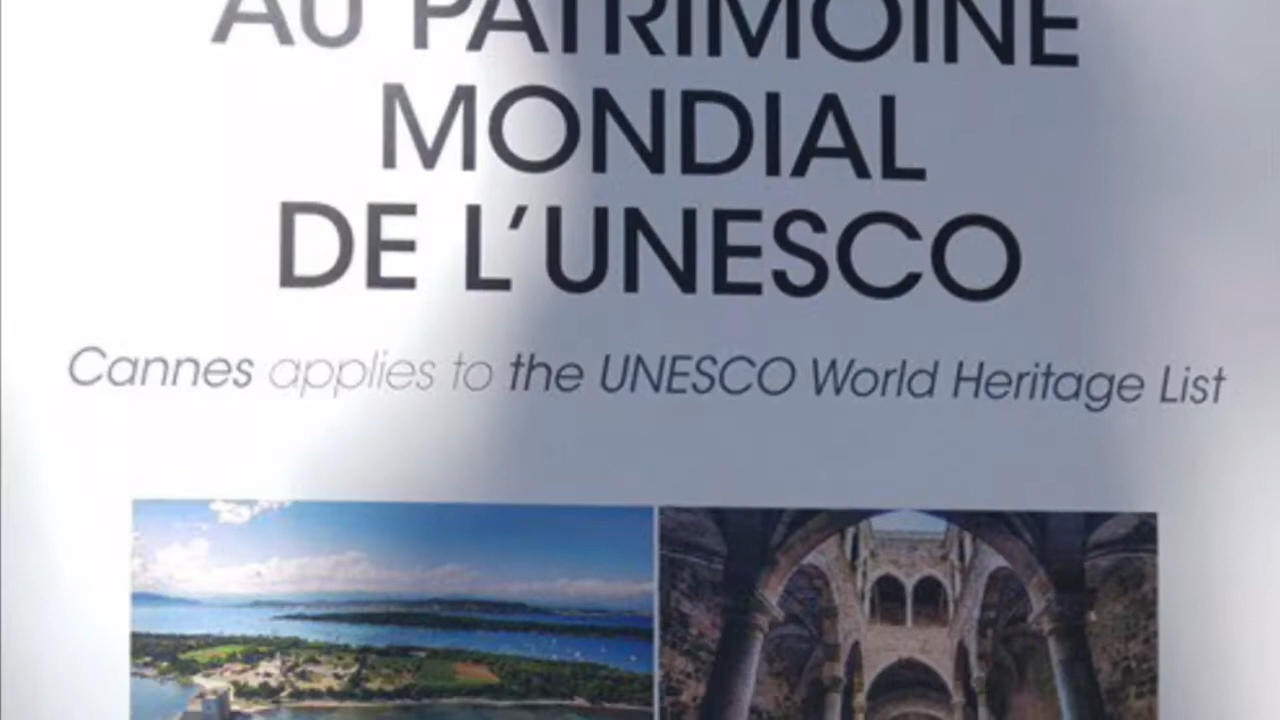 AU PATRIMOINE
MONDIAL
DE L’UNESCO
Cannes applies to the UNESCO World Heritage List